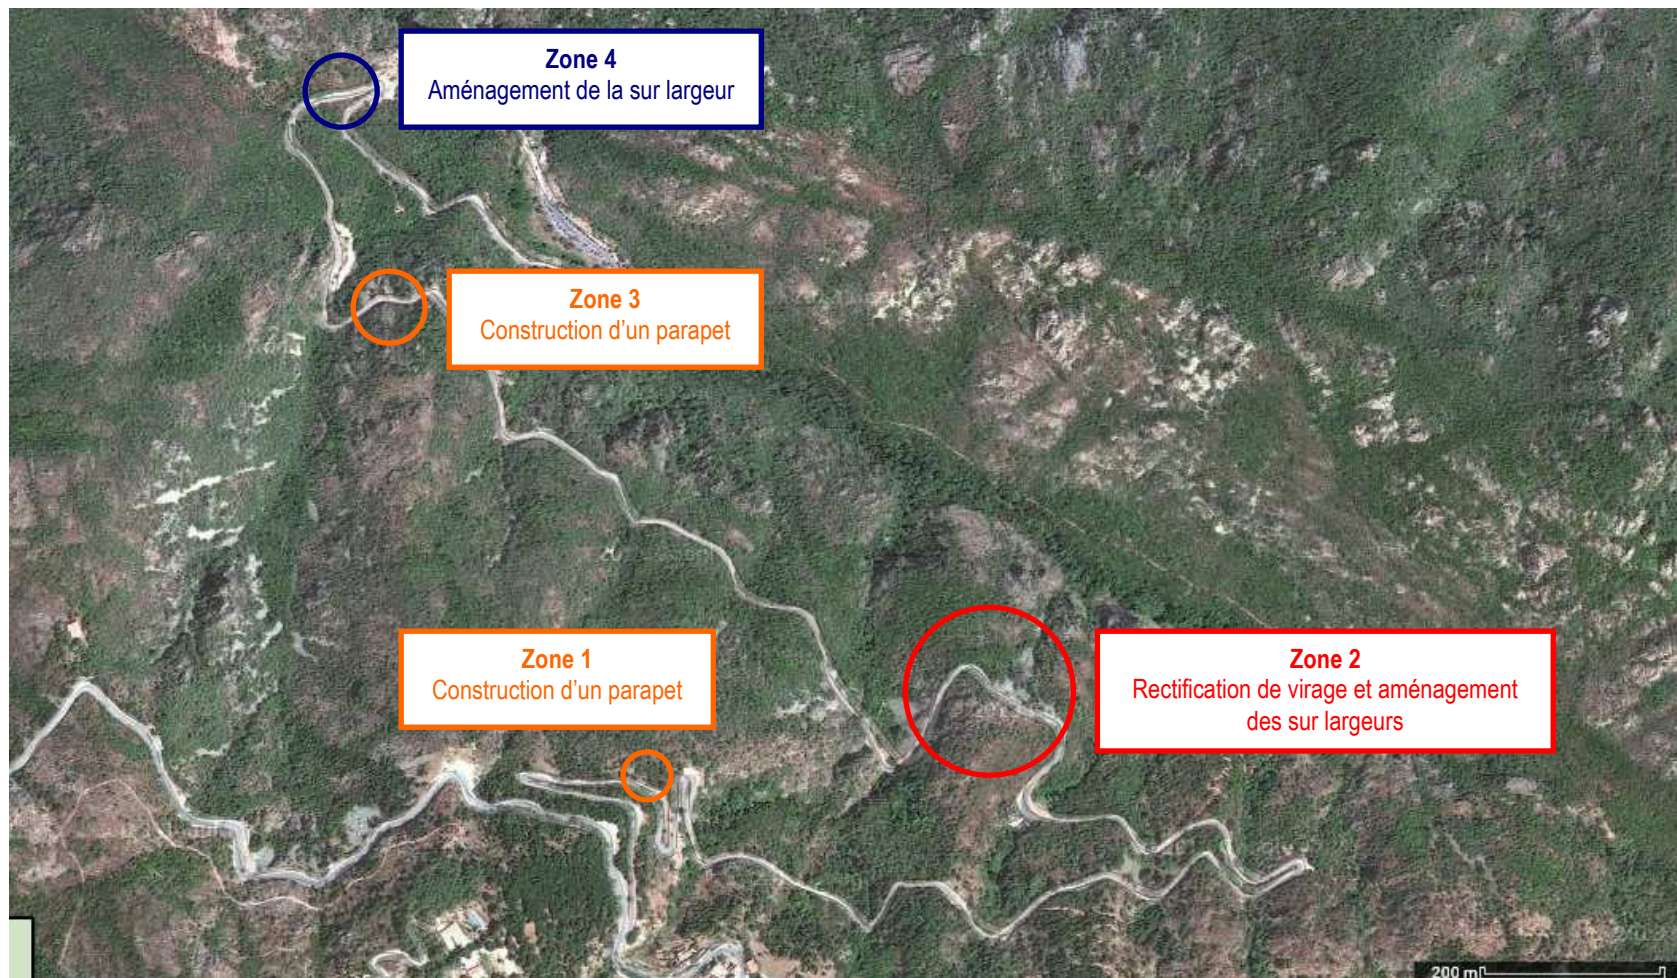 Zone 4
Aménagement de la sur largeur
Zone 3
Construction d'un parapet
Zone 1
Construction d'un parapet
Zone 2
Rectification de virage et aménagement
des sur largeurs
200 m